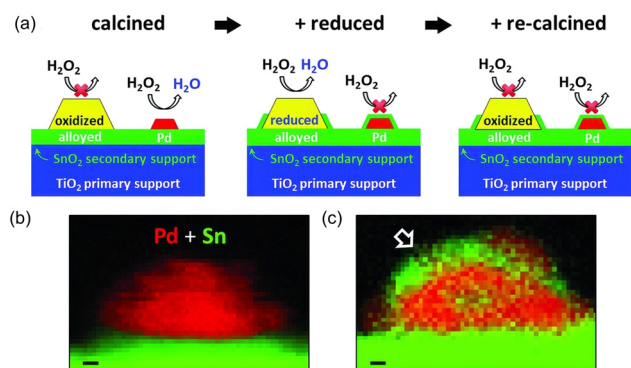 (a) calcined + reduced + re-calcined
H₂O₂ H₂O₂ H₂O
oxidized
alloyed Pd
SnO₂ secondary support
TiO₂ primary support
H₂O₂ H₂O H₂O₂
reduced
alloyed Pd
SnO₂ secondary support
TiO₂ primary support
H₂O₂ H₂O₂
oxidized
alloyed Pd
SnO₂ secondary support
TiO₂ primary support
(b) Pd + Sn
(c)